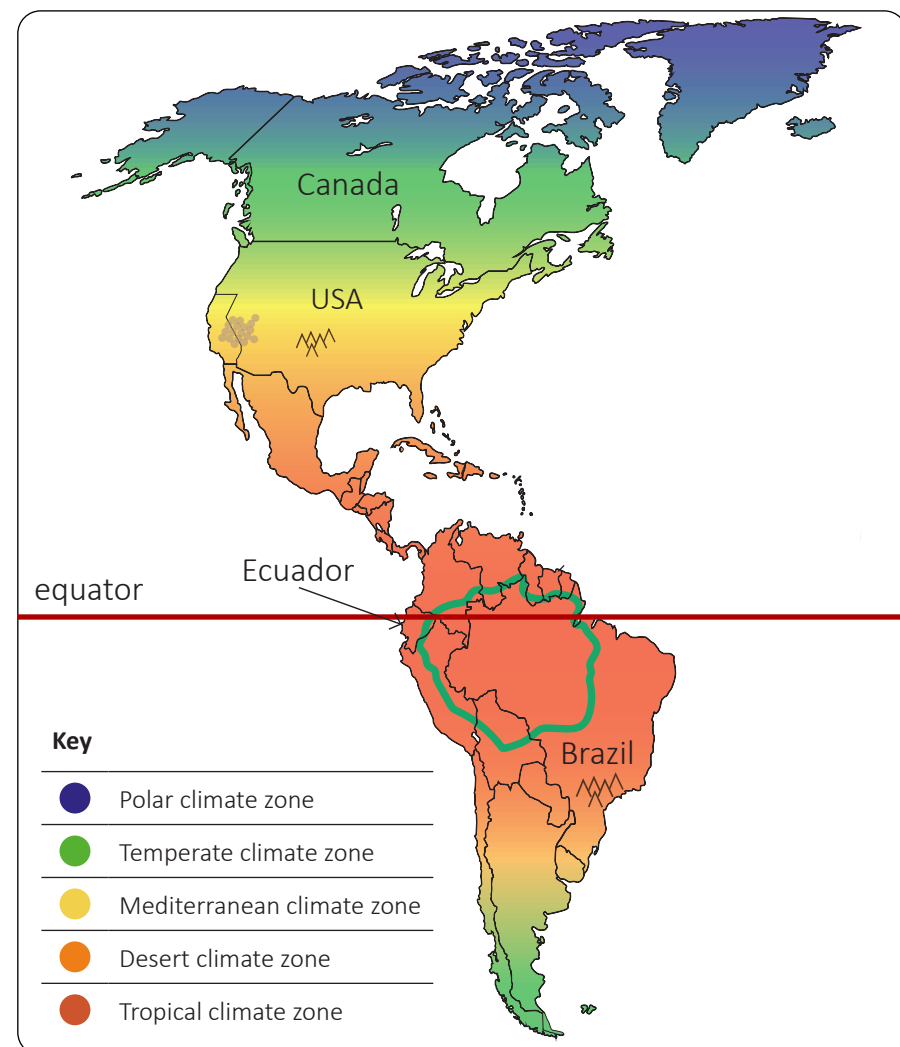 Canada
USA
Ecuador
equator
Brazil
Key
Polar climate zone
Temperate climate zone
Mediterranean climate zone
Desert climate zone
Tropical climate zone